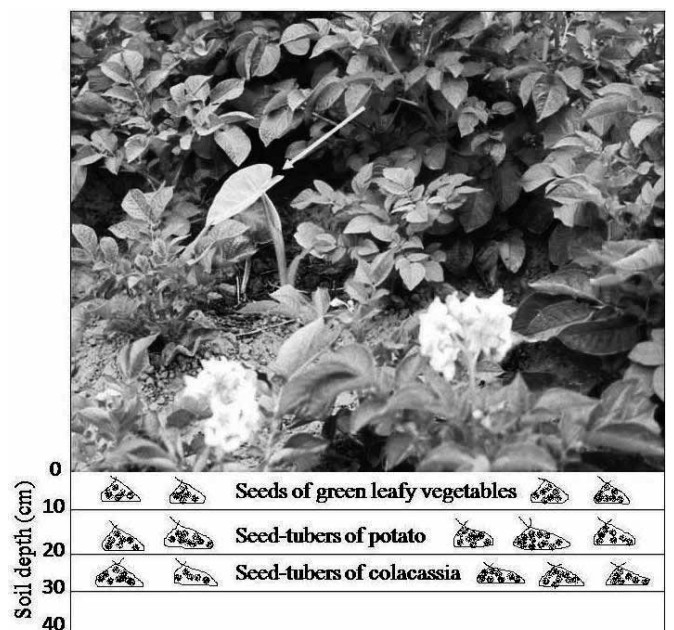 0
Seeds of green leafy vegetables
10
Seed-tubers of potato
20
Seed-tubers of colacassia
30
40
Soil depth (cm)